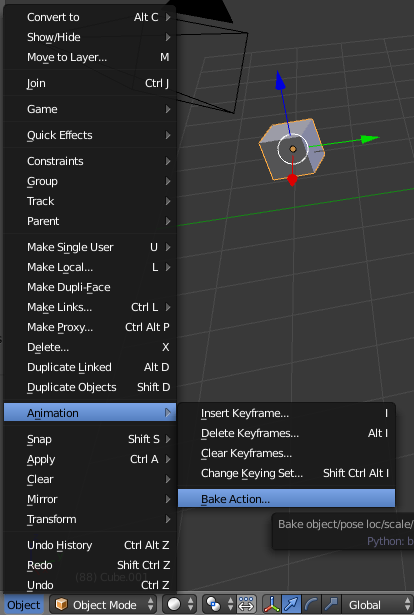 Convert to Alt C
Show/Hide
Move to Layer... M
Join Ctrl J
Game
Quick Effects
Constraints
Group
Track
Parent
Make Single User U
Make Local... L
Make Dupli-Face
Make Links... Ctrl L
Make Proxy... Ctrl Alt P
Delete... X
Duplicate Linked Alt D
Duplicate Objects Shift D
Animation
Insert Keyframe... I
Delete Keyframes... Alt I
Clear Keyframes...
Change Keying Set... Shift Ctrl Alt I
Bake Action...
Bake object/pose loc/scale/
Python: b
Snap Shift S
Apply Ctrl A
Clear
Mirror
Transform
Undo History Ctrl Alt Z
Redo Shift Ctrl Z
(88) Cube.001
Undo Ctrl Z
Object Object Mode Global